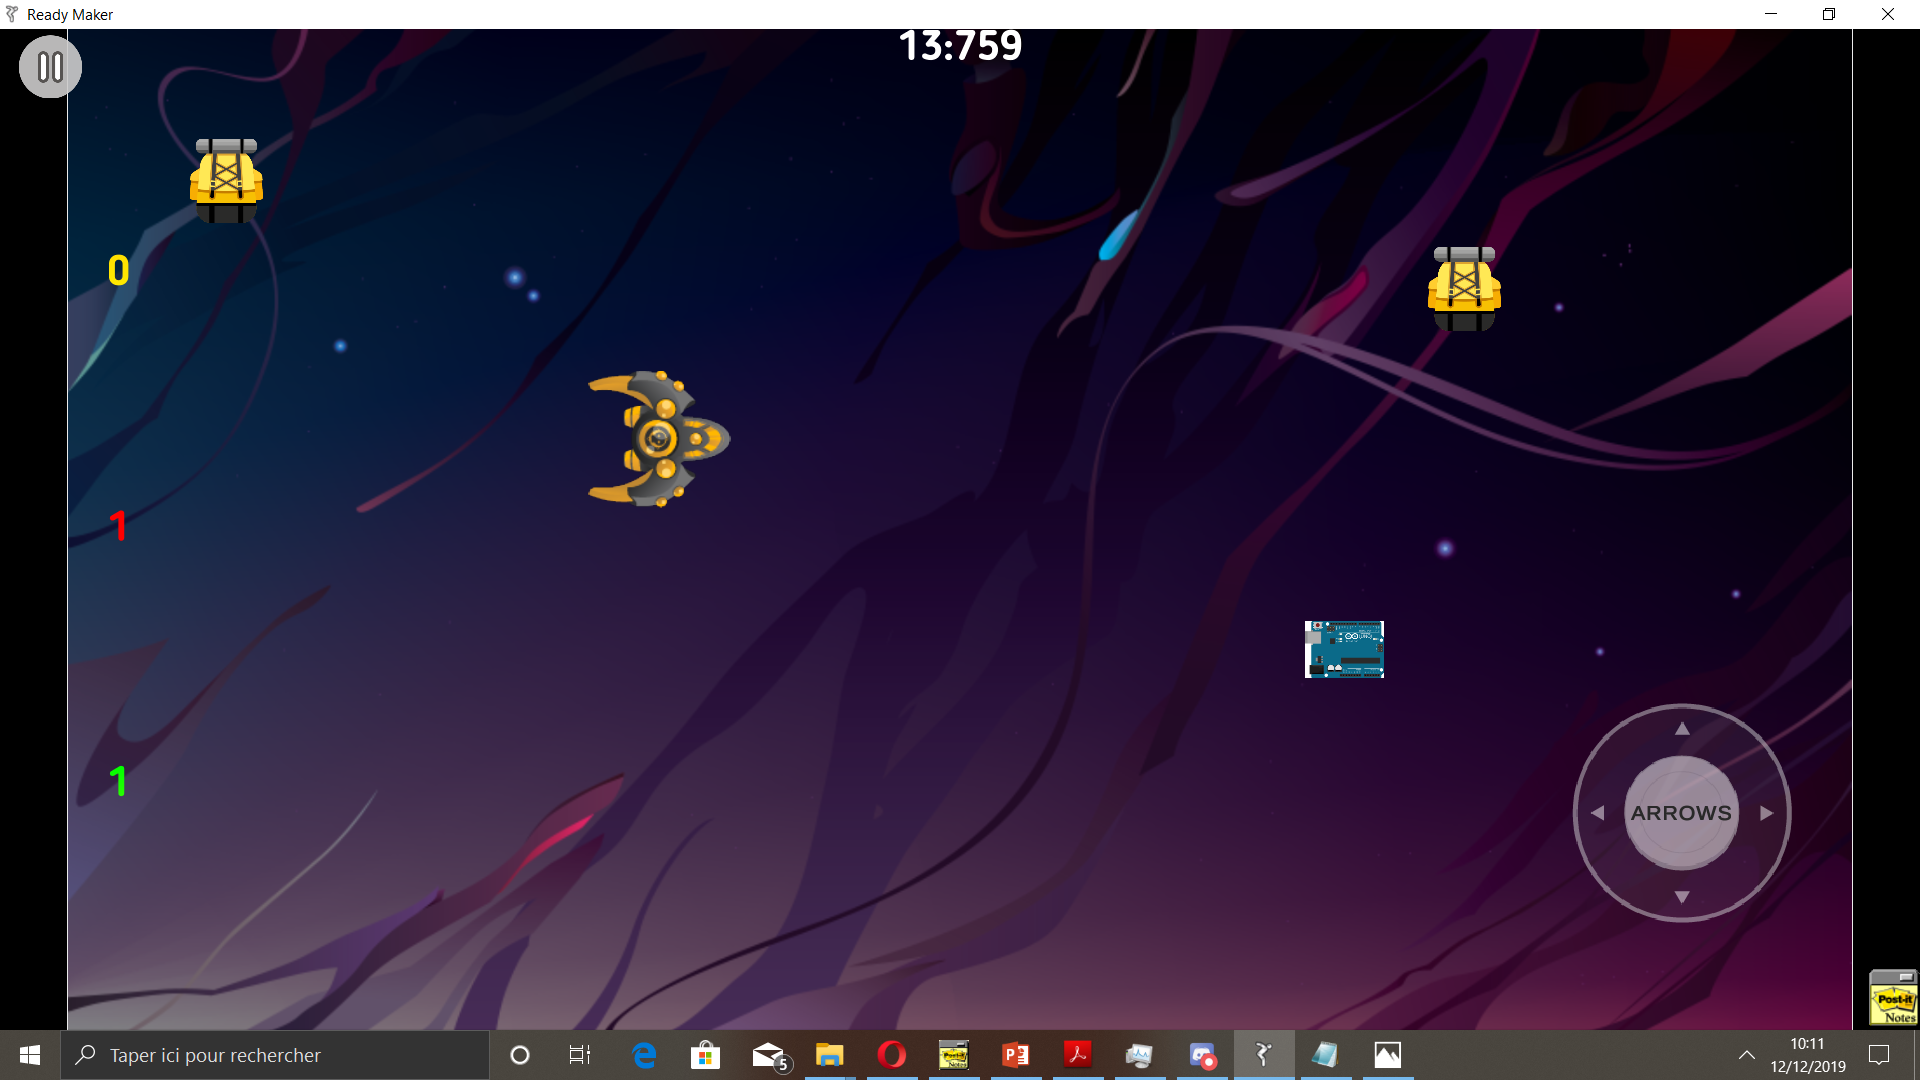 Ready Maker
13:759
0
1
1
ARROWS
Post-it
Notes
Taper ici pour rechercher
5
10:11
12/12/2019